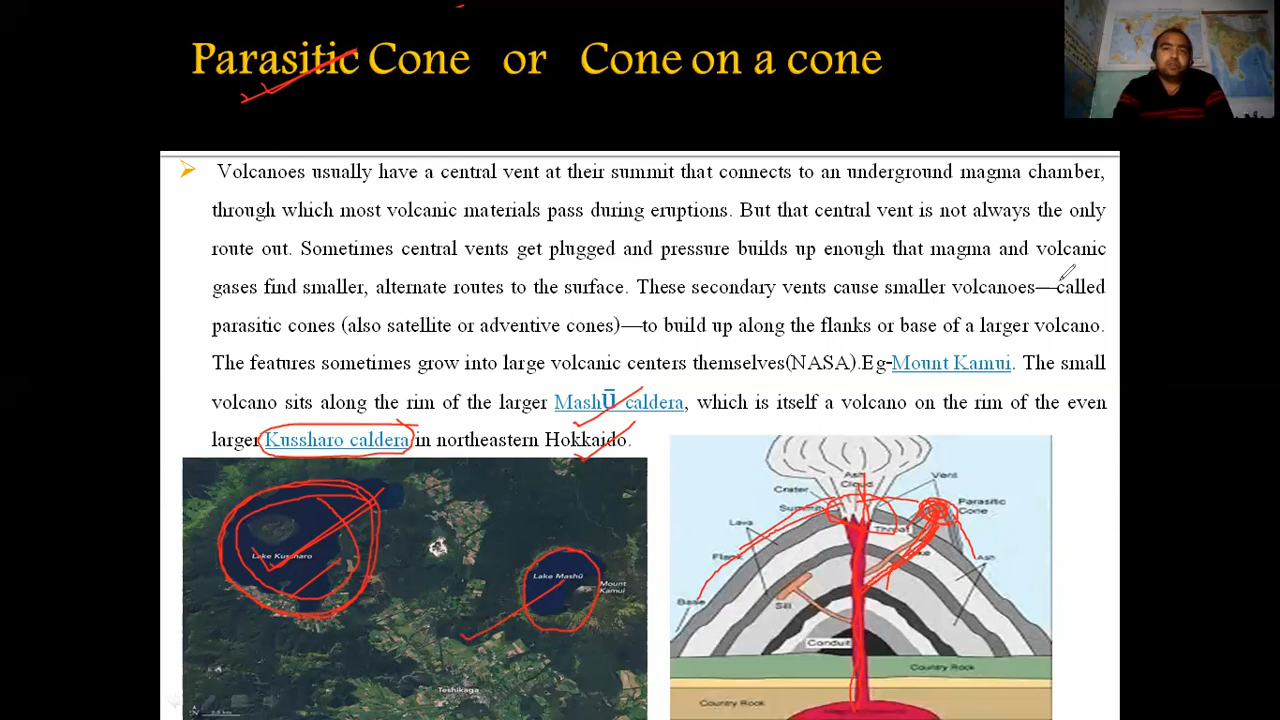 Parasitic Cone or Cone on a cone
Volcanoes usually have a central vent at their summit that connects to an underground magma chamber,
through which most volcanic materials pass during eruptions. But that central vent is not always the only
route out. Sometimes central vents get plugged and pressure builds up enough that magma and volcanic
gases find smaller, alternate routes to the surface. These secondary vents cause smaller volcanoes—called
parasitic cones (also satellite or adventive cones)—to build up along the flanks or base of a larger volcano.
The features sometimes grow into large volcanic centers themselves(NASA).Eg-Mount Kamui. The small
volcano sits along the rim of the larger Mashū caldera, which is itself a volcano on the rim of the even
larger Kussharo caldera in northeastern Hokkaido.
Lake Kussharo
Lake Mashū
Mount
Kamui
Teshikaga
N
Ash
Cloud
Vent
Crater
Summit
Parasitic
Cone
Throat
Lava
Flank
Ash
Base
Sill
Conduit
Country Rock
Country Rock